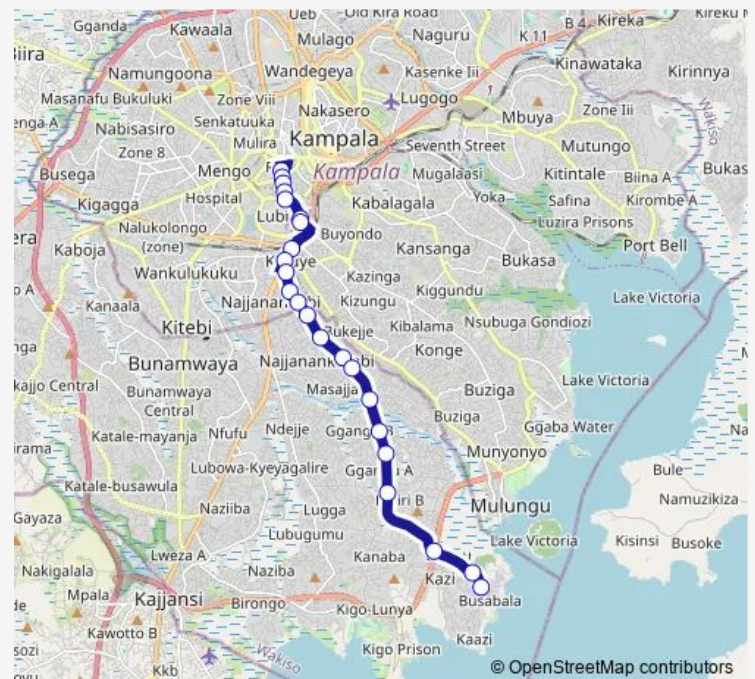 Gganda
Kawaala
Ueb
Old Kira Road
Kireka
B 4
Mulago
Naguru
K 11
Namungoona
Wandegeya
Kasenke Iii
Kinawataka
Kirinnya
Masanafu Bukuluki
Zone Viii
Nakasero
Lugogo
1
Zone Iii
Wakiso
Nabisasiro
Senkatuuka
Kampala
Mbuya
Zone 8
Mulira
Seventh Street
Mutungo
Busega
Mengo
Kampala
Mugalaasi
Kitintale
Biina A
Kigagga
Hospital
Kabalagala
Yoka
Safina
Kirombe A
Nalukolongo
(zone)
Buyondo
Luzira Prisons
Kaboja
Kansanga
Bukasa
Port Bell
Wankulukuku
Kazinga
Kanaala
Kizungu
Kiggundu
Lake Victoria
Kitebi
Kibalama
Nsubuga Gondiozi
Bunamwaya
Konge
Masajja
Lake Victoria
Bunamwaya
Central
Buziga
Katale-mayanja
Nfufu
Ndejje
Buziga
Ggaba Water
Lubowa-Kyeyagalire
Munyonyo
Bule
Katale-busawula
Naziiba
Lugga
Mulungu
Namuzikiza
Gayaza
Lubugumu
Lake Victoria
Kisinsi
Busoke
Lweza A
Kanaba
Nakigalala
Naziba
Kazi
Mpala
Kajjansi
Birongo
Kigo-Lunya
Busabala
Kawotto B
Kaazi
Kigo Prison
Wakiso
Kkb
© OpenStreetMap contributors